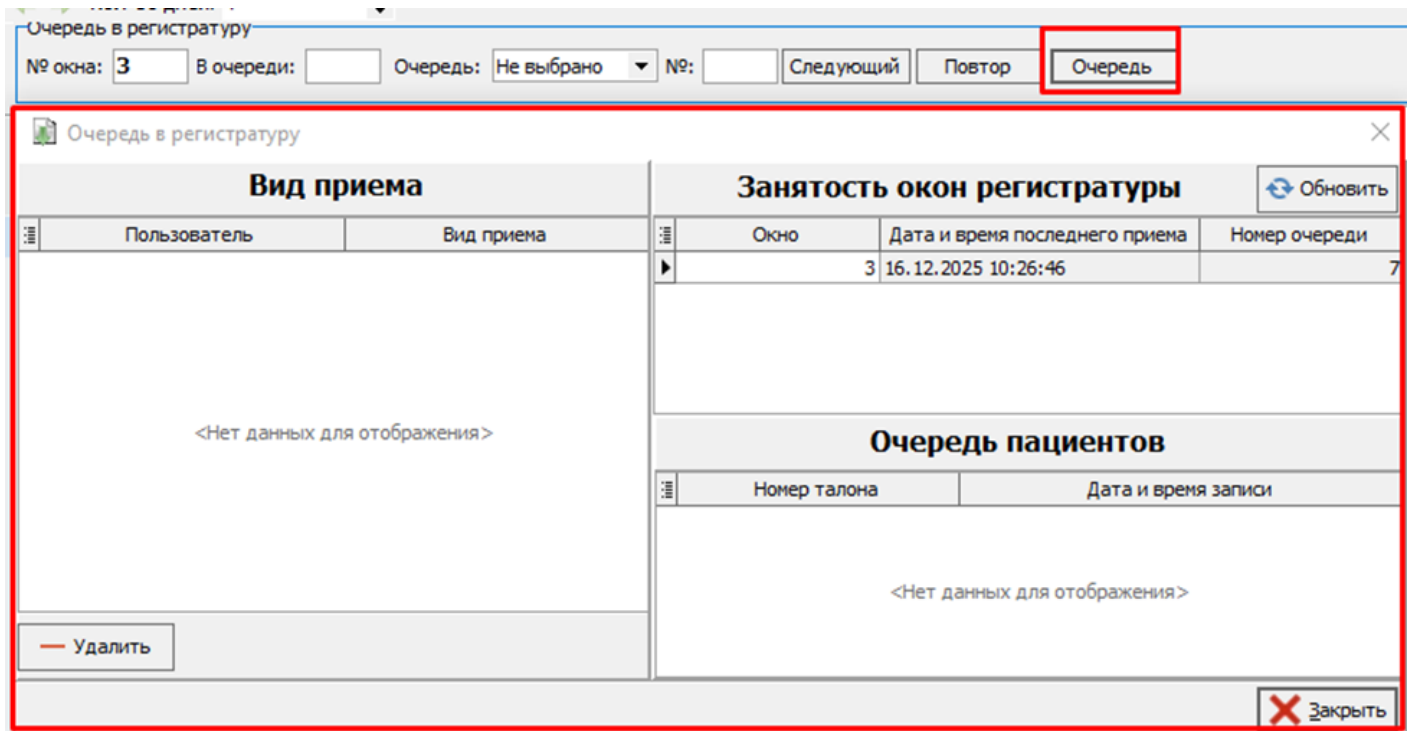 Очередь в регистратуру
№ окна: 3 В очереди: Очередь: Не выбрано №: Следующий Повтор Очередь
Очередь в регистратуру
Вид приема
Пользователь Вид приема
<Нет данных для отображения>
Удалить
Занятость окон регистратуры Обновить
Окно Дата и время последнего приема Номер очереди
3 16.12.2025 10:26:46 7
Очередь пациентов
Номер талона Дата и время записи
<Нет данных для отображения>
Закрыть